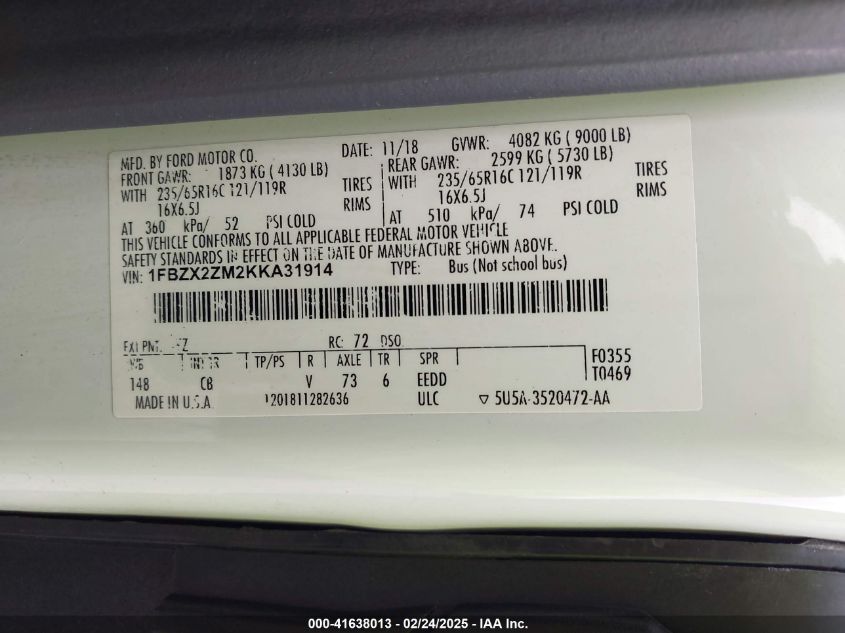 MFD. BY FORD MOTOR CO. DATE: 11/18 GVWR: 4082 KG ( 9000 LB)
FRONT GAWR: 1873 KG ( 4130 LB) REAR GAWR: 2599 KG ( 5730 LB)
WITH 235/65R16C 121/119R TIRES WITH 235/65R16C 121/119R TIRES
16X6.5J RIMS 16X6.5J RIMS
AT 360 kPa/ 52 PSI COLD AT 510 kPa/ 74 PSI COLD
THIS VEHICLE CONFORMS TO ALL APPLICABLE FEDERAL MOTOR VEHICLE
SAFETY STANDARDS IN EFFECT ON THE DATE OF MANUFACTURE SHOWN ABOVE.
VIN: 1FBZX2ZM2KKA31914 TYPE: Bus (Not school bus)
EXT PNT: RC: 72 DSO
WB TP/PS R AXLE TR SPR F0355
148 CB V 73 6 EEDD T0469
MADE IN U.S.A. 201811282636 ULC ▽ 5U5A-3520472-AA
000-41638013 - 02/24/2025 - IAA Inc.